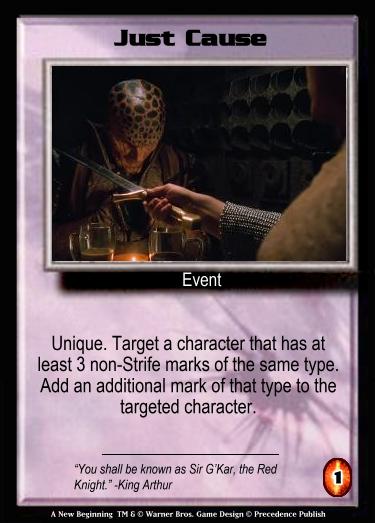 Just Cause
Event
Unique. Target a character that has at
least 3 non-Strife marks of the same type.
Add an additional mark of that type to the
targeted character.
“You shall be known as Sir G’Kar, the Red
Knight.” -King Arthur
1
A New Beginning TM & © Warner Bros. Game Design © Precedence Publish